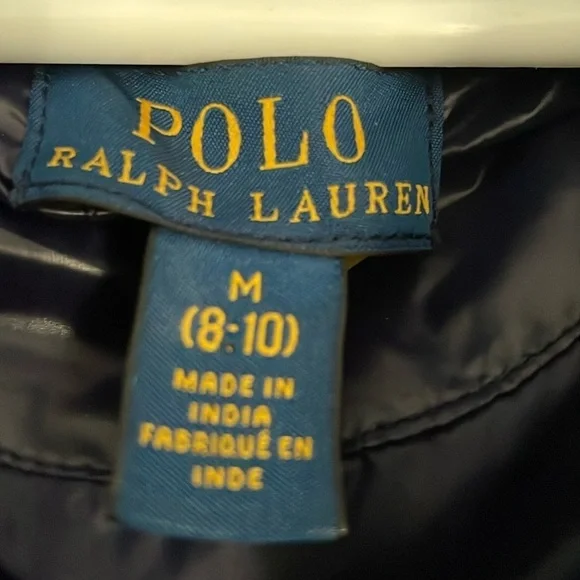 POLO
RALPH LAUREN
M
(8-10)
MADE IN
INDIA
FABRIQUÉ EN
INDE